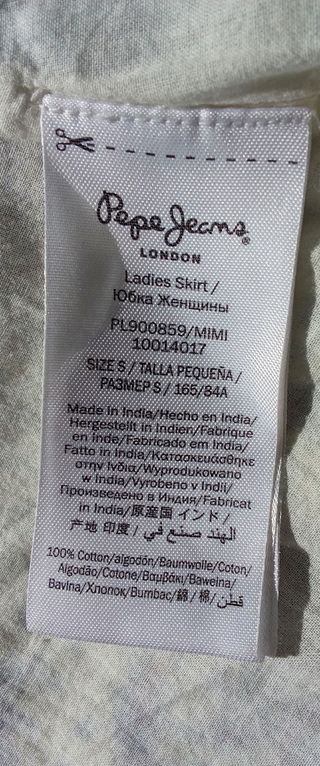 Pepe Jeans®
LONDON
Ladies Skirt /
Юбка Женщины
PL900859/MIMI
10014017
SIZE S / TALLA PEQUEÑA /
PA3MEP S / 165/84A
Made in India/Hecho en India/
Hergestellt in Indien/Fabrique
en inde/Fabricado em India/
Fatto in India/Κατασκευάσθηκε
στην Ινδια/Wyprodukowano
w India/Vyrobeno v Indii/
Произведено в Индия/Fabricat
in India/原産国 インド/
产地 印度/ الهند صنع في
100% Cotton/algodón/Baumwolle/Coton/
Algodão/Cotone/Βαμβάκι/Bawełna/
Bavlna/Хлопок/Bumbac/綿/棉/قطن